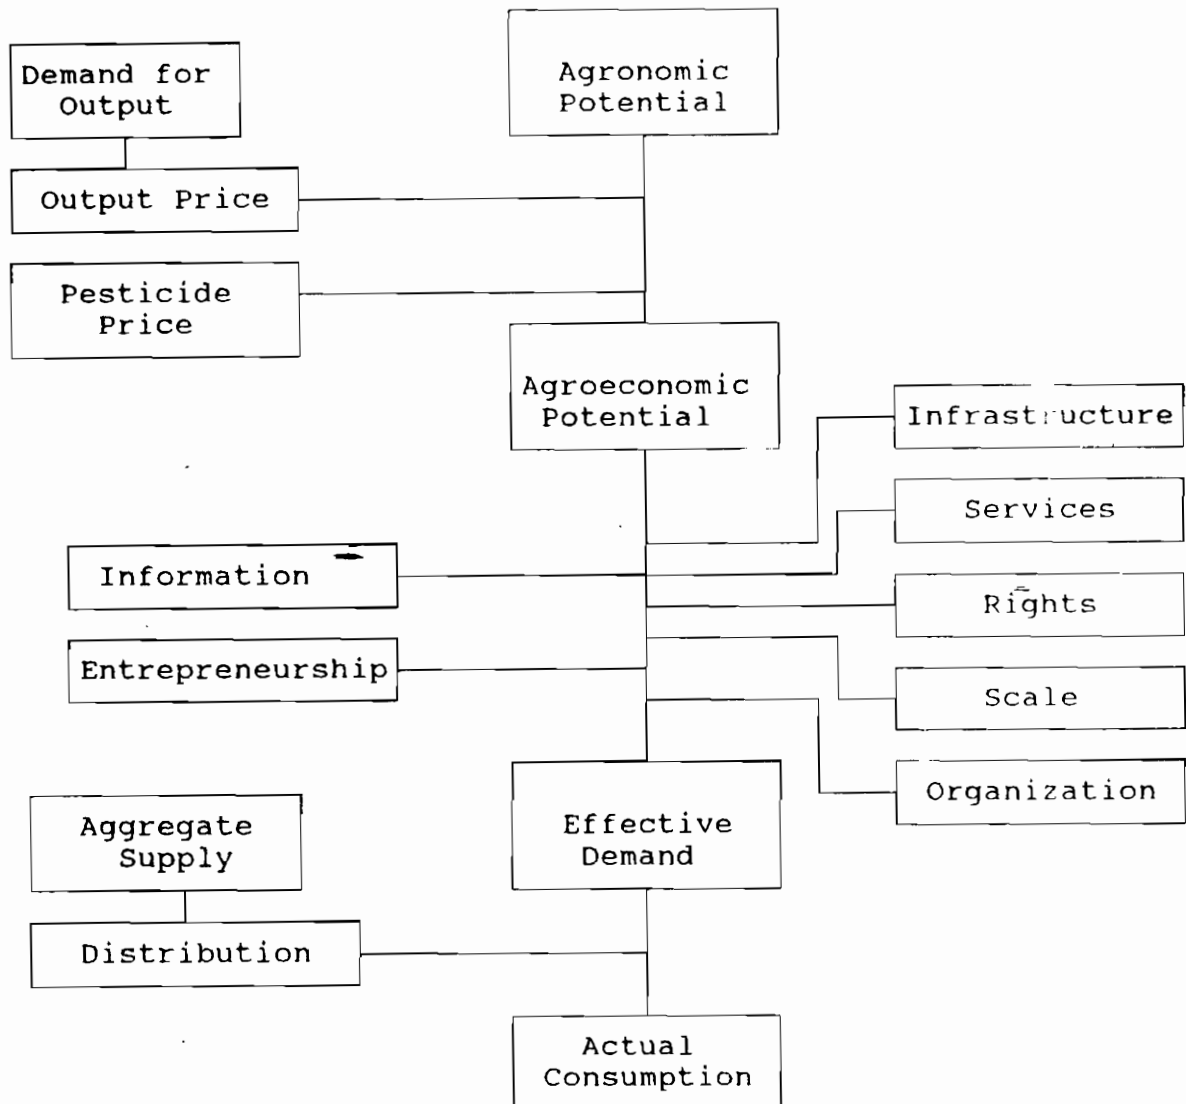 Demand for
Output
Agronomic
Potential
Output Price
Pesticide
Price
Agroeconomic
Potential
Infrastructure
Services
Information
Rights
Entrepreneurship
Scale
Organization
Aggregate
Supply
Effective
Demand
Distribution
Actual
Consumption